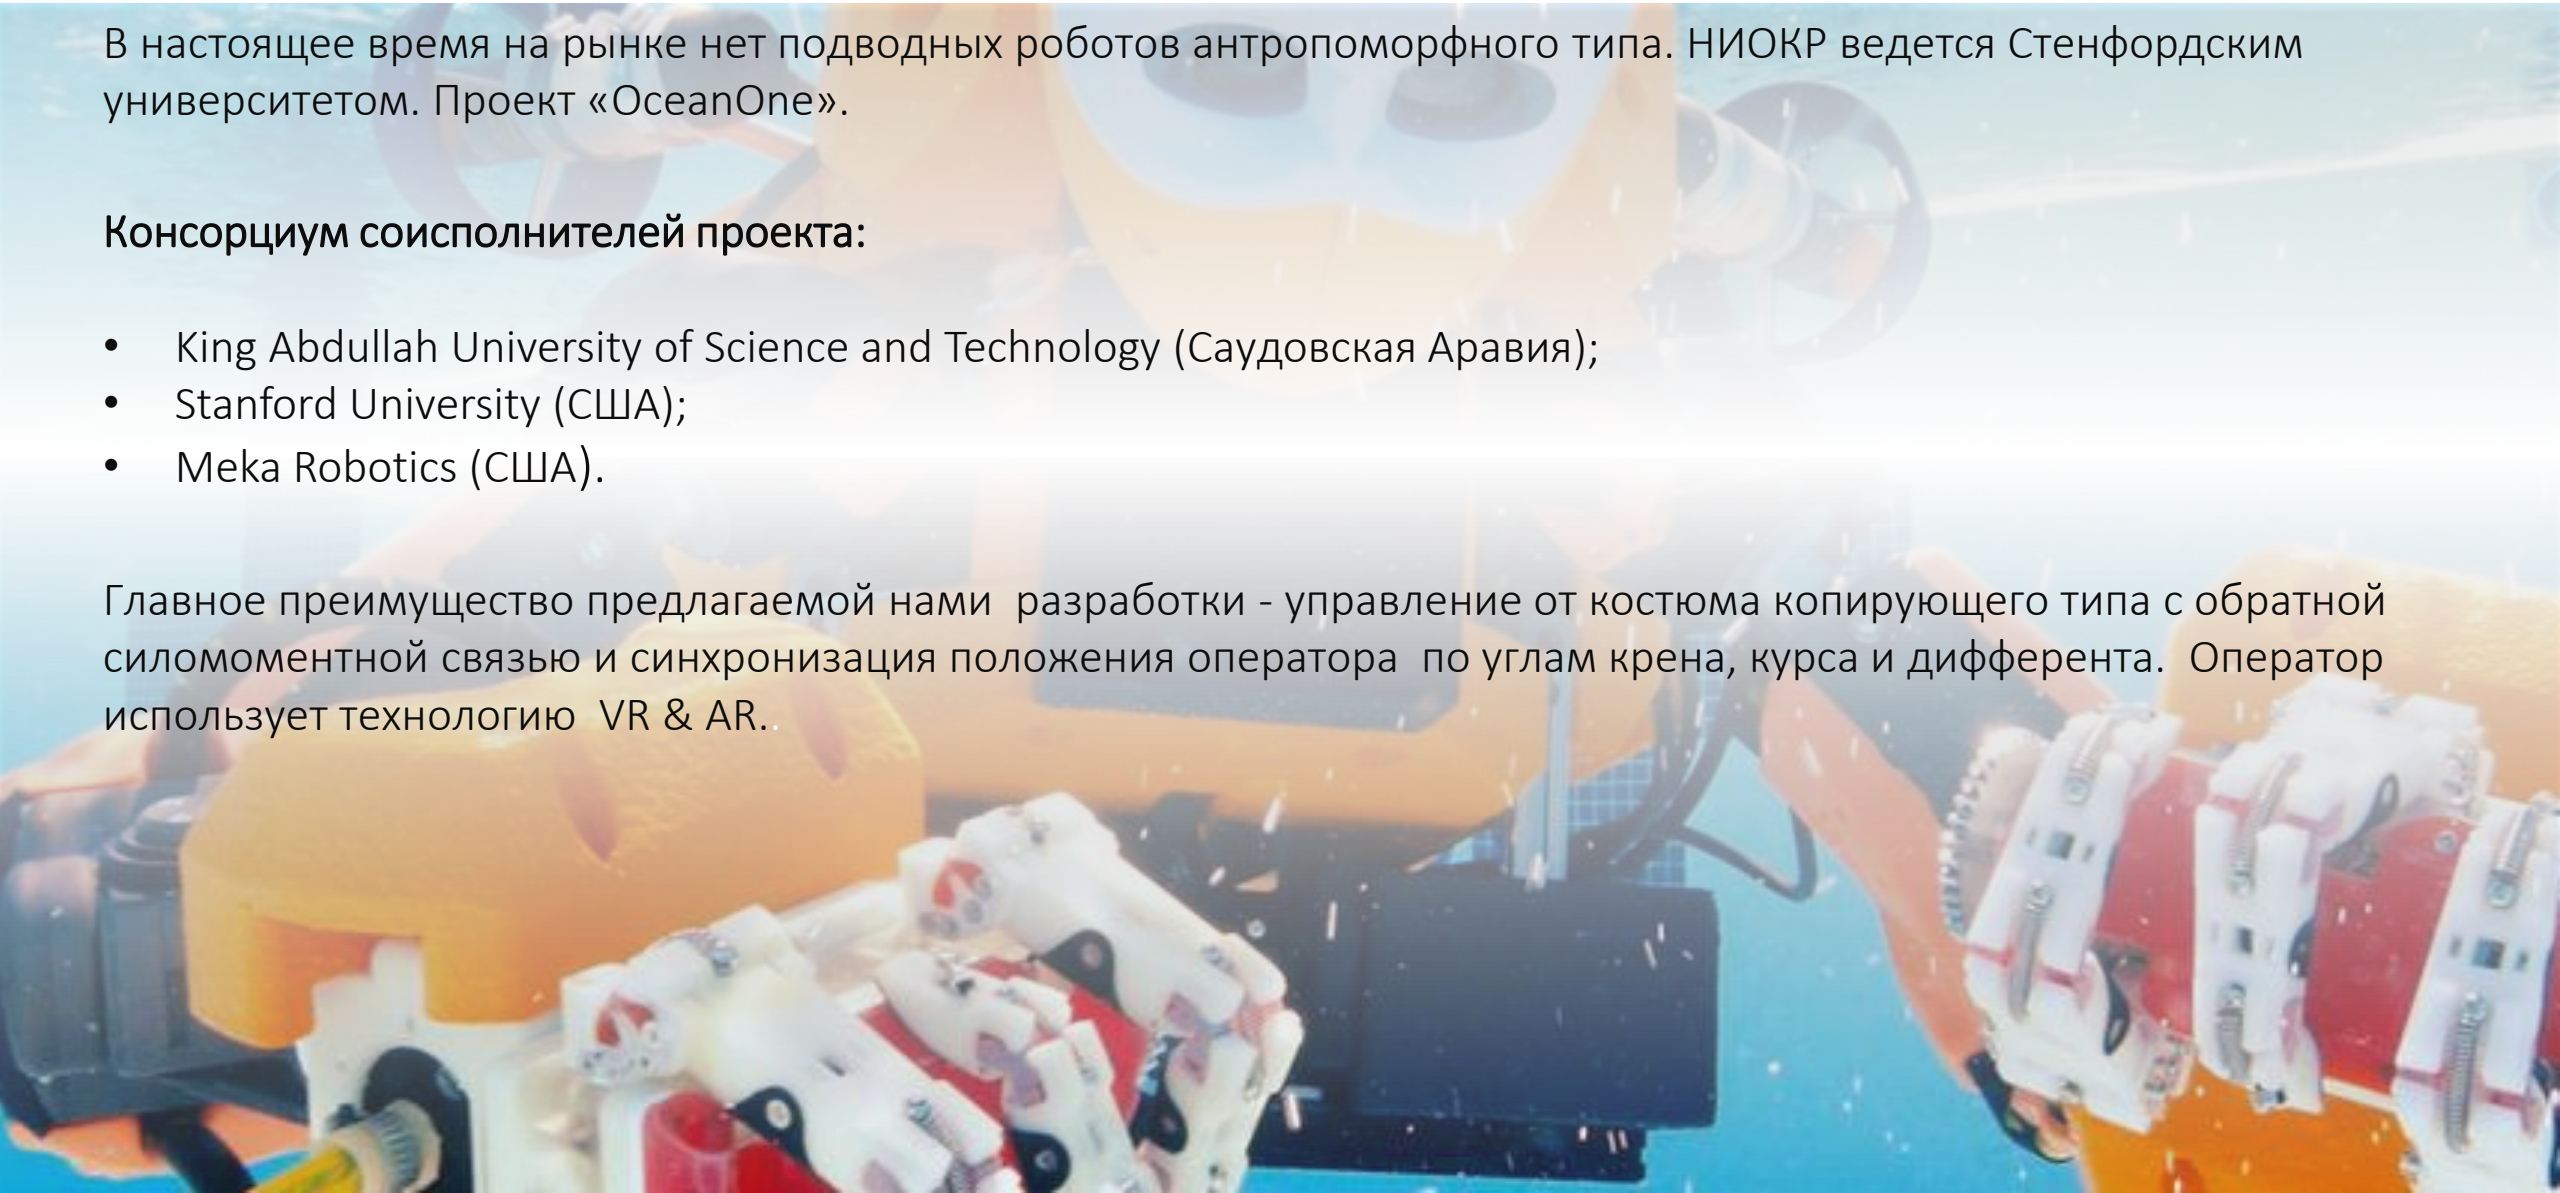 В настоящее время на рынке нет подводных роботов антропоморфного типа. НИОКР ведется Стенфордским
университетом. Проект «OceanOne».
Консорциум соисполнителей проекта:
• King Abdullah University of Science and Technology (Саудовская Аравия);
• Stanford University (США);
• Meka Robotics (США).
Главное преимущество предлагаемой нами  разработки - управление от костюма копирующего типа с обратной
силомоментной связью и синхронизация положения оператора  по углам крена, курса и дифферента.  Оператор
использует технологию  VR & AR..